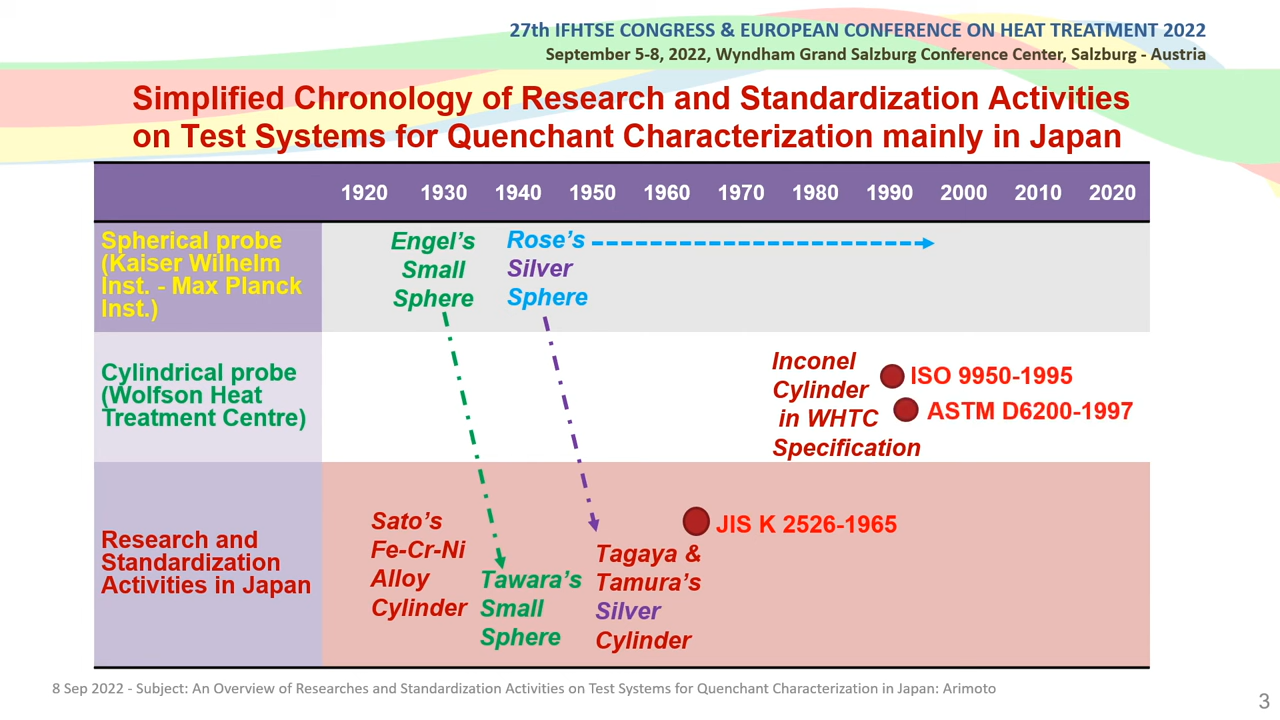 27th IFHTSE CONGRESS & EUROPEAN CONFERENCE ON HEAT TREATMENT 2022
September 5-8, 2022, Wyndham Grand Salzburg Conference Center, Salzburg - Austria
Simplified Chronology of Research and Standardization Activities
on Test Systems for Quenchant Characterization mainly in Japan
1920 1930 1940 1950 1960 1970 1980 1990 2000 2010 2020
Spherical probe
(Kaiser Wilhelm
Inst. - Max Planck
Inst.)
Engel's
Small
Sphere
Rose's
Silver
Sphere
Cylindrical probe
(Wolfson Heat
Treatment Centre)
Inconel
Cylinder
in WHTC
Specification
ISO 9950-1995
ASTM D6200-1997
Research and
Standardization
Activities in Japan
Sato's
Fe-Cr-Ni
Alloy
Cylinder
Tawara's
Small
Sphere
Tagaya &
Tamura's
Silver
Cylinder
JIS K 2526-1965
8 Sep 2022 - Subject: An Overview of Researches and Standardization Activities on Test Systems for Quenchant Characterization in Japan: Arimoto
3